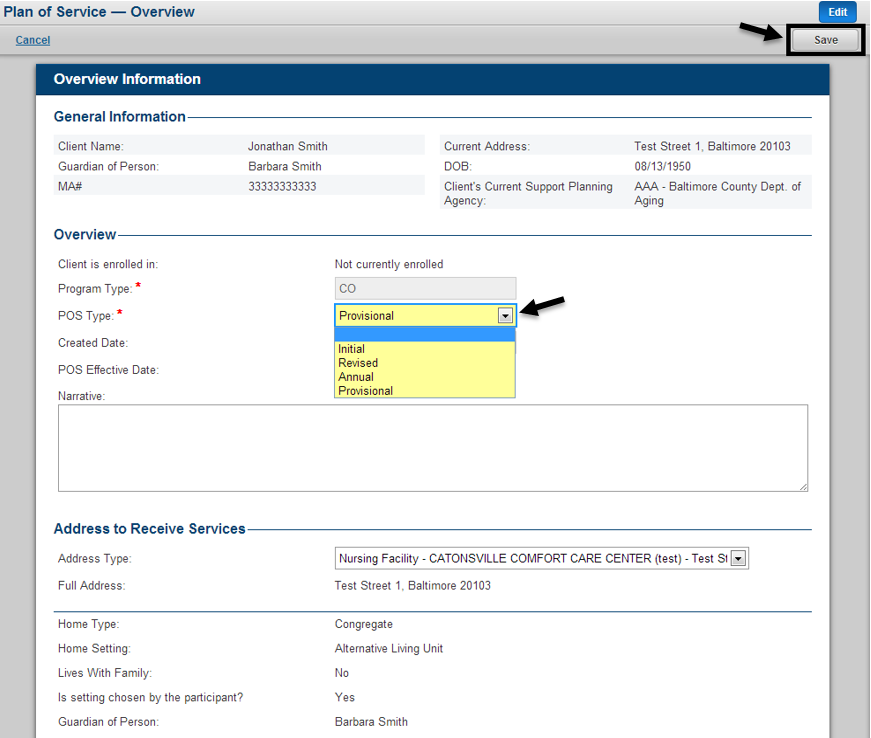 Plan of Service — Overview
Edit
Cancel
Save
Overview Information
General Information
Client Name: Jonathan Smith
Guardian of Person: Barbara Smith
MA# 33333333333
Current Address: Test Street 1, Baltimore 20103
DOB: 08/13/1950
Client's Current Support Planning AAA - Baltimore County Dept. of
Agency: Aging
Overview
Client is enrolled in: Not currently enrolled
Program Type: * CO
POS Type: * Provisional
Initial
Revised
Annual
Provisional
Created Date:
POS Effective Date:
Narrative:
Address to Receive Services
Address Type: Nursing Facility - CATONSVILLE COMFORT CARE CENTER (test) - Test St
Full Address: Test Street 1, Baltimore 20103
Home Type: Congregate
Home Setting: Alternative Living Unit
Lives With Family: No
Is setting chosen by the participant? Yes
Guardian of Person: Barbara Smith